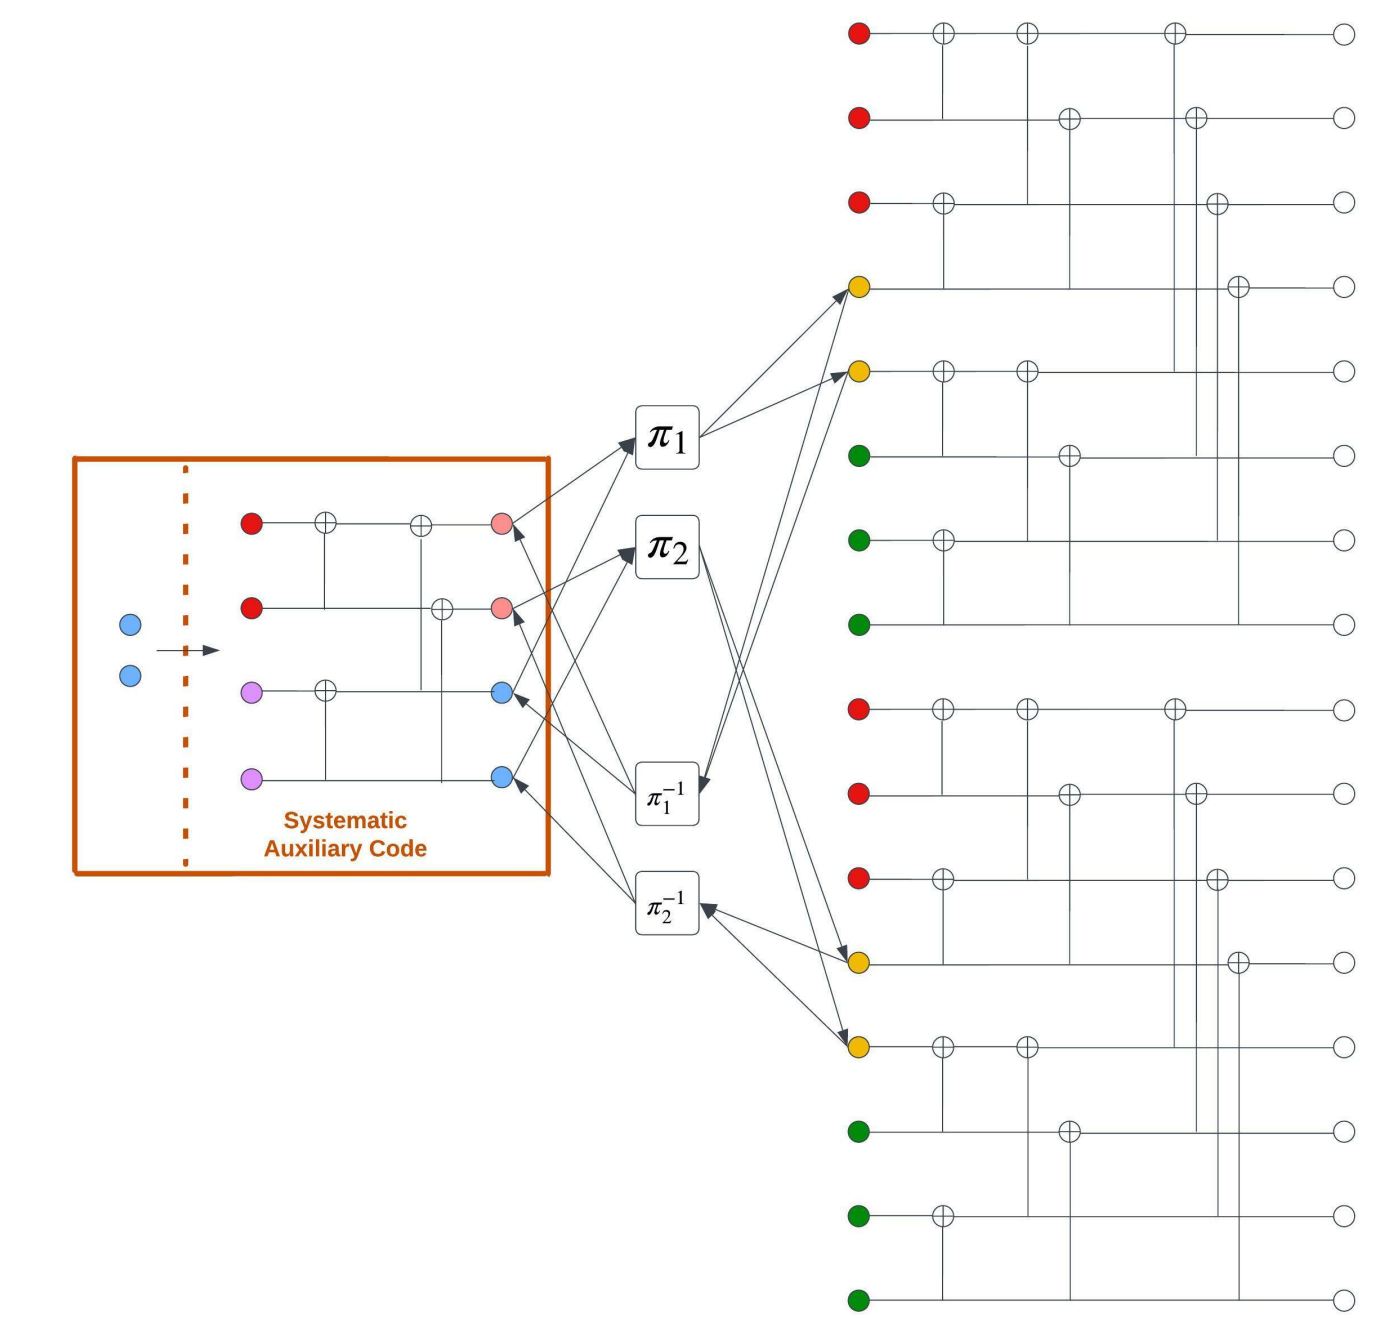 π₁
π₂
π₁⁻¹
π₂⁻¹
Systematic
Auxiliary Code